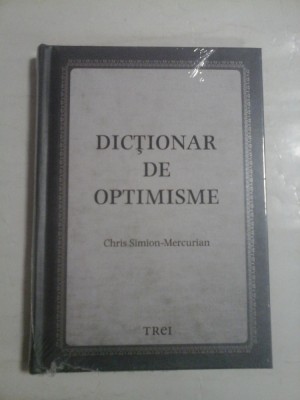 DICŢIONAR
DE
OPTIMISME
Chris Simion-Mercurian
TREI